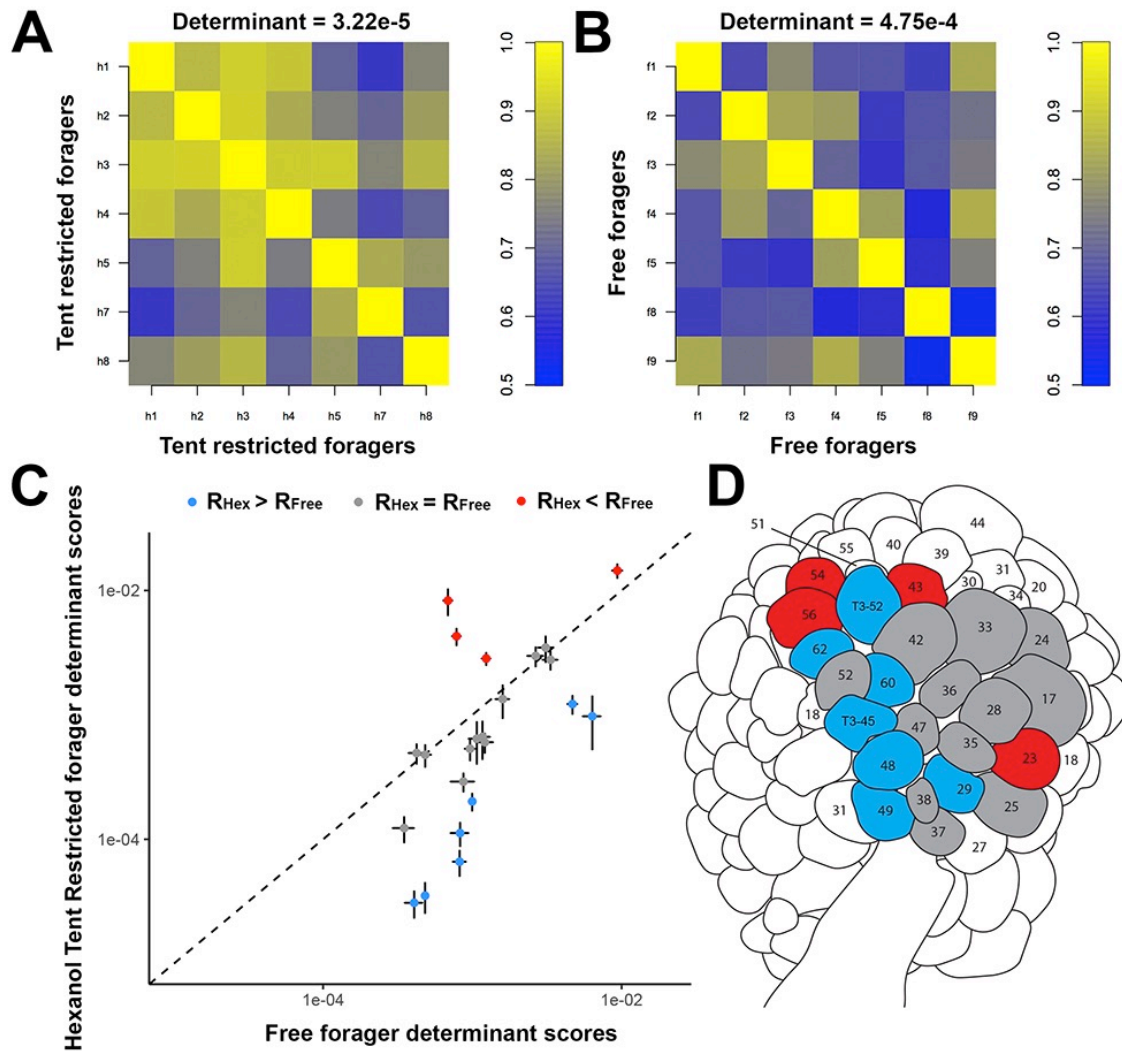 A
Determinant = 3.22e-5
Tent restricted foragers
h1
h2
h3
h4
h5
h7
h8
h1 h2 h3 h4 h5 h7 h8
Tent restricted foragers
1.0
0.9
0.8
0.7
0.6
0.5
B
Determinant = 4.75e-4
Free foragers
f1
f2
f3
f4
f5
f8
f9
f1 f2 f3 f4 f5 f8 f9
Free foragers
1.0
0.9
0.8
0.7
0.6
0.5
C
RHex > RFree RHex = RFree RHex < RFree
Hexanol Tent Restricted forager determinant scores
1e-02
1e-04
1e-04 1e-02
Free forager determinant scores
D
44
51
55
40
39
31
20
30
34
54
43
T3-52
56
33
24
42
62
52
60
36
17
28
18
T3-45
47
35
23
18
48
29
38
25
31
49
37
27